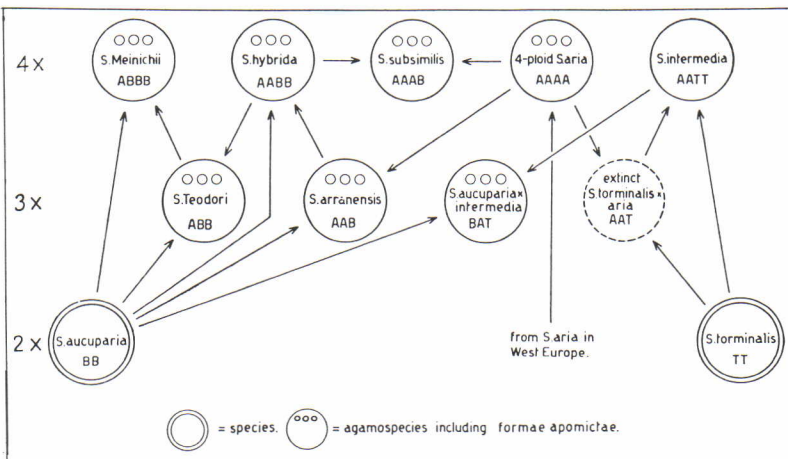 4x
S.Meinichii
ABBB
S.hybrida
AABB
S.subsimilis
AAAB
4-ploid Saria
AAAA
S.intermedia
AATT
3x
S.Teodori
ABB
S.arranensis
AAB
S.aucuparia×
intermedia
BAT
extinct
S.torminalis×
aria
AAT
2x
S.aucuparia
BB
from S.aria in
West Europe.
S.torminalis
TT
= species.
= agamospecies including formae apomictae.